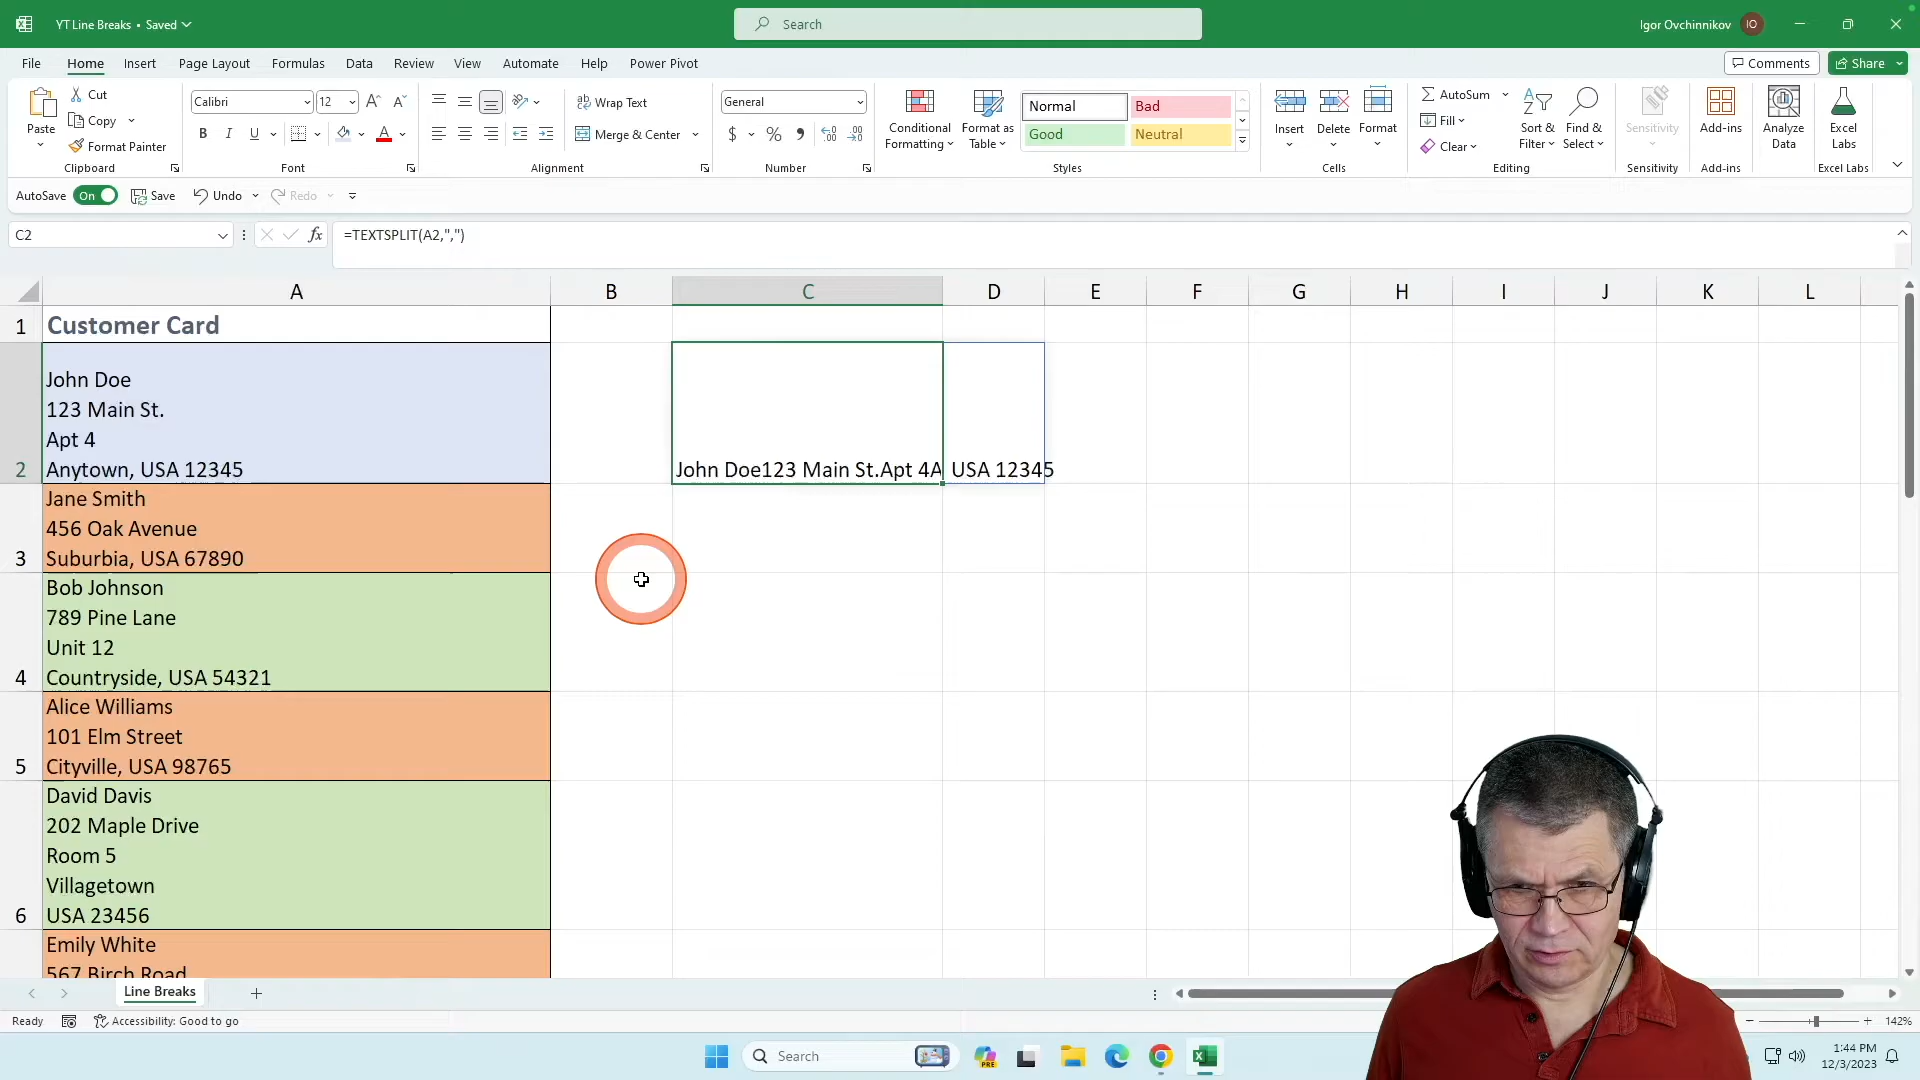 YT Line Breaks • Saved
Search
Igor Ovchinnikov
IO
File
Home
Insert
Page Layout
Formulas
Data
Review
View
Automate
Help
Power Pivot
Comments
Share
Paste
Cut
Copy
Format Painter
Clipboard
Calibri
12
B
I
U
Font
Wrap Text
Merge & Center
Alignment
General
$
%
Number
Conditional
Formatting
Format as
Table
Normal
Bad
Good
Neutral
Styles
Insert
Delete
Format
Cells
AutoSum
Fill
Clear
Sort &
Filter
Find &
Select
Editing
Sensitivity
Sensitivity
Add-ins
Add-ins
Analyze
Data
Excel
Labs
Excel Labs
AutoSave
On
Save
Undo
Redo
C2
fx
=TEXTSPLIT(A2,",")
A
B
C
D
E
F
G
H
I
J
K
L
1
Customer Card
John Doe
123 Main St.
Apt 4
2
Anytown, USA 12345
John Doe123 Main St.Apt 4A
USA 12345
Jane Smith
456 Oak Avenue
3
Suburbia, USA 67890
Bob Johnson
789 Pine Lane
Unit 12
4
Countryside, USA 54321
Alice Williams
101 Elm Street
5
Cityville, USA 98765
David Davis
202 Maple Drive
Room 5
Villagetown
6
USA 23456
Emily White
567 Birch Road
Line Breaks
Ready
Accessibility: Good to go
142%
Search
PRE
1:44 PM
12/3/2023